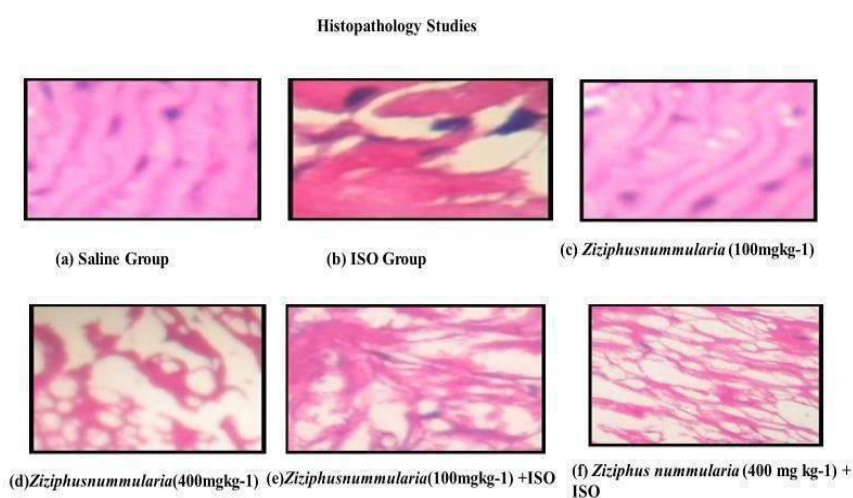 Histopathology Studies
(a) Saline Group
(b) ISO Group
(c) Ziziphusnummularia (100mgkg-1)
(d)Ziziphusnummularia(400mgkg-1)
(e)Ziziphusnummularia(100mgkg-1) +ISO
(f) Ziziphus nummularia (400 mg kg-1) +
ISO